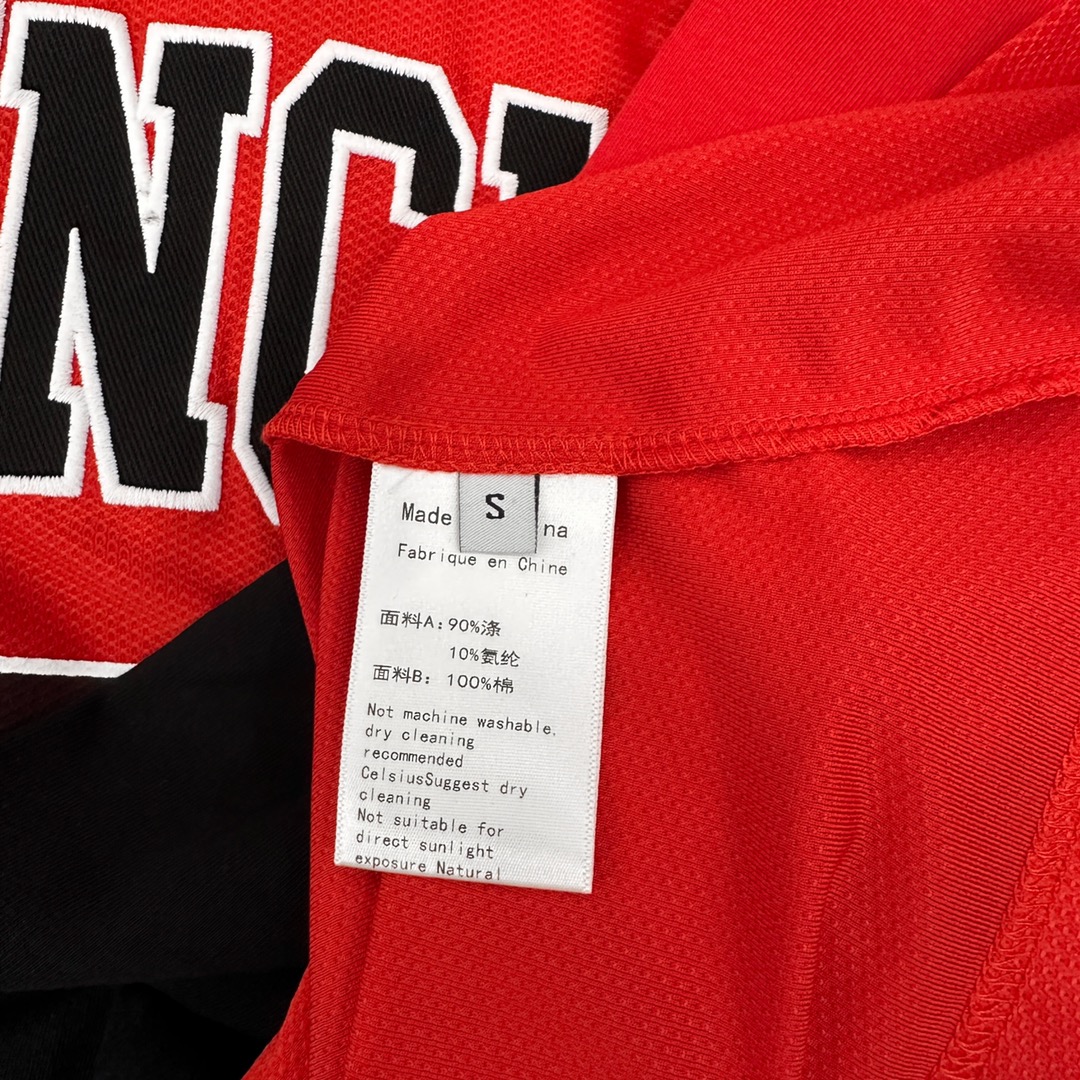 NC
S
Made
na
Fabrique en Chine
面料A:90%涤
10%氨纶
面料B: 100%棉
Not machine washable,
dry cleaning
recommended
CelsiusSuggest dry
cleaning
Not suitable for
direct sunlight
exposure Natural